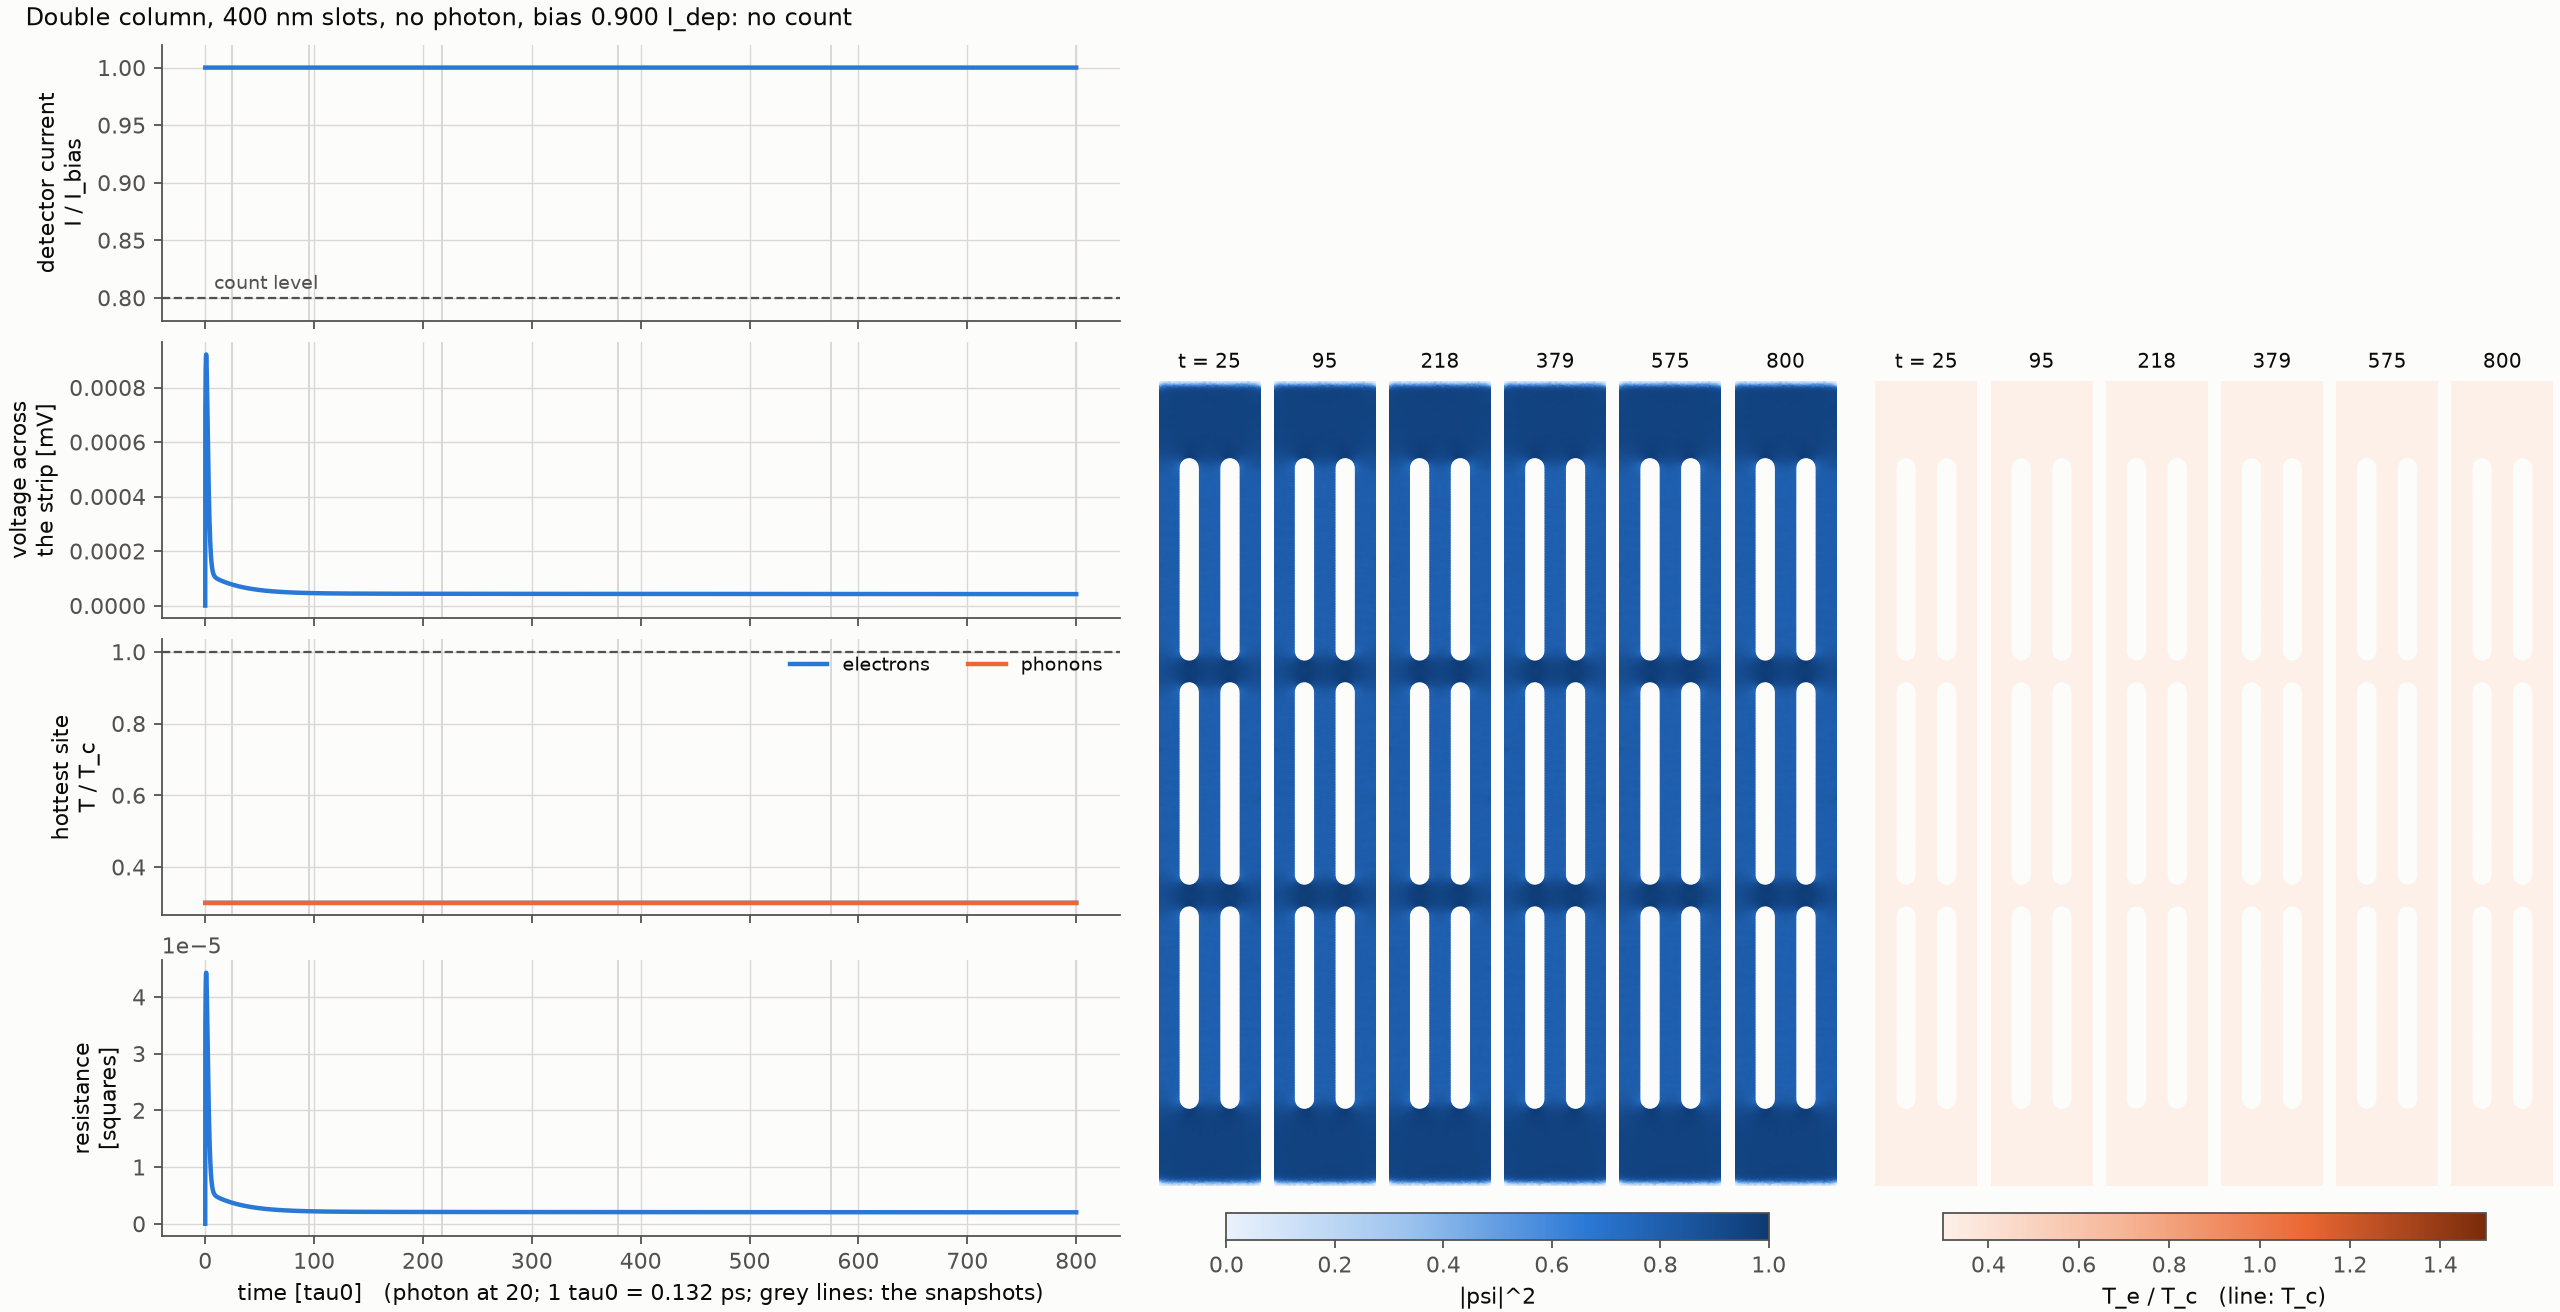 Double column, 400 nm slots, no photon, bias 0.900 I_dep: no count
detector current
I / I_bias
1.00
0.95
0.90
0.85
0.80
count level
voltage across
the strip [mV]
0.0008
0.0006
0.0004
0.0002
0.0000
hottest site
T / T_c
1.0
0.8
0.6
0.4
electrons
phonons
resistance
[squares]
1e−5
4
3
2
1
0
0 100 200 300 400 500 600 700 800
time [tau0] (photon at 20; 1 tau0 = 0.132 ps; grey lines: the snapshots)
t = 25 95 218 379 575 800
0.0 0.2 0.4 0.6 0.8 1.0
|psi|^2
t = 25 95 218 379 575 800
0.4 0.6 0.8 1.0 1.2 1.4
T_e / T_c (line: T_c)